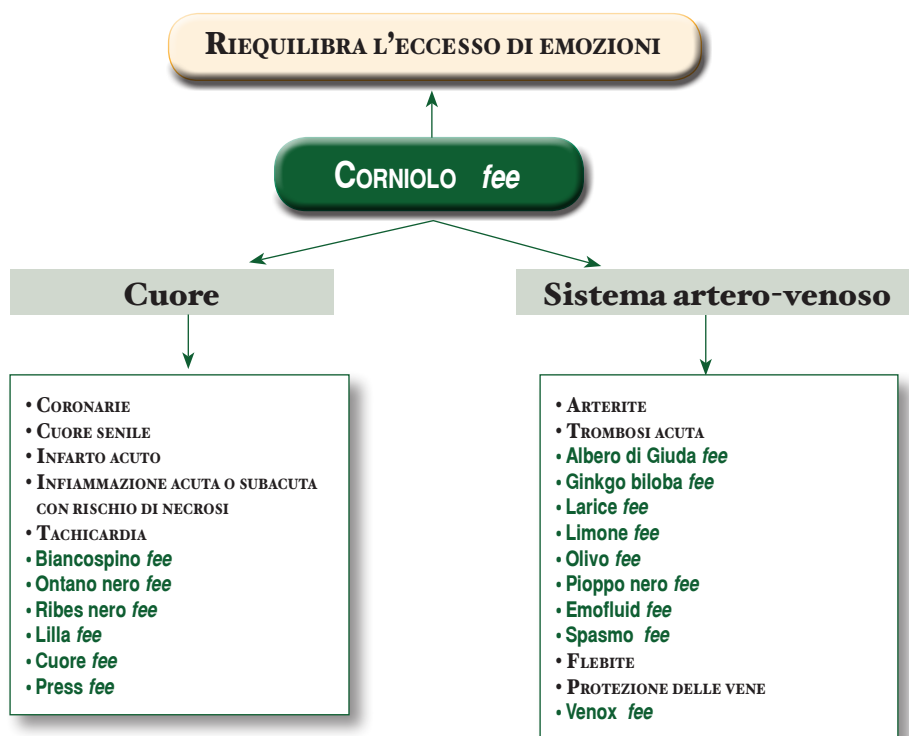 RIEQUILIBRA L'ECCESSO DI EMOZIONI
CORNIOLO fee
Cuore
• CORONARIE
• CUORE SENILE
• INFARTO ACUTO
• INFIAMMAZIONE ACUTA O SUBACUTA
CON RISCHIO DI NECROSI
• TACHICARDIA
• Biancospino fee
• Ontano nero fee
• Ribes nero fee
• Lilla fee
• Cuore fee
• Press fee
Sistema artero-venoso
• ARTERITE
• TROMBOSI ACUTA
• Albero di Giuda fee
• Ginkgo biloba fee
• Larice fee
• Limone fee
• Olivo fee
• Pioppo nero fee
• Emofluid fee
• Spasmo fee
• FLEBITE
• PROTEZIONE DELLE VENE
• Venox fee